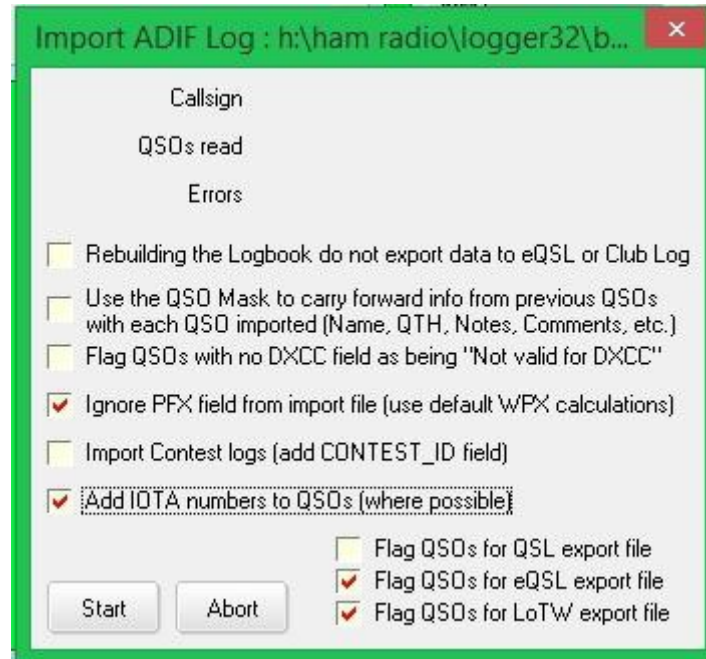 Import ADIF Log : h:\ham radio\logger32\b...
Callsign
QSOs read
Errors
Rebuilding the Logbook do not export data to eQSL or Club Log
Use the QSO Mask to carry forward info from previous QSOs
with each QSO imported (Name, QTH, Notes, Comments, etc.)
Flag QSOs with no DXCC field as being "Not valid for DXCC"
Ignore PFX field from import file (use default WPX calculations)
Import Contest logs (add CONTEST_ID field)
Add IOTA numbers to QSOs (where possible)
Flag QSOs for QSL export file
Flag QSOs for eQSL export file
Flag QSOs for LoTW export file
Start
Abort